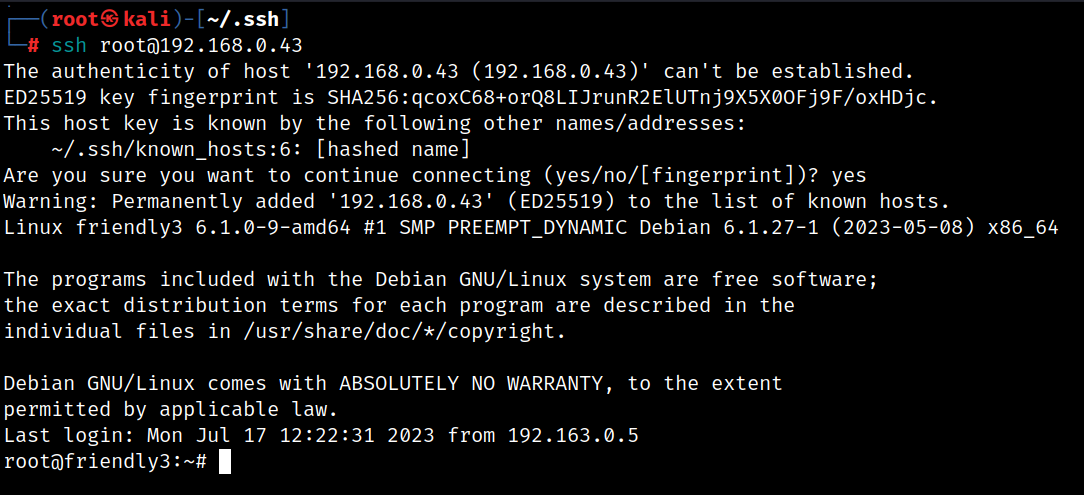 ┌──(root㉿kali)-[~/.ssh]
└─# ssh root@192.168.0.43
The authenticity of host '192.168.0.43 (192.168.0.43)' can't be established.
ED25519 key fingerprint is SHA256:qcoxC68+orQ8LIJrunR2ElUTnj9X5X0OFj9F/oxHDjc.
This host key is known by the following other names/addresses:
    ~/.ssh/known_hosts:6: [hashed name]
Are you sure you want to continue connecting (yes/no/[fingerprint])? yes
Warning: Permanently added '192.168.0.43' (ED25519) to the list of known hosts.
Linux friendly3 6.1.0-9-amd64 #1 SMP PREEMPT_DYNAMIC Debian 6.1.27-1 (2023-05-08) x86_64

The programs included with the Debian GNU/Linux system are free software;
the exact distribution terms for each program are described in the
individual files in /usr/share/doc/*/copyright.

Debian GNU/Linux comes with ABSOLUTELY NO WARRANTY, to the extent
permitted by applicable law.
Last login: Mon Jul 17 12:22:31 2023 from 192.163.0.5
root@friendly3:~#